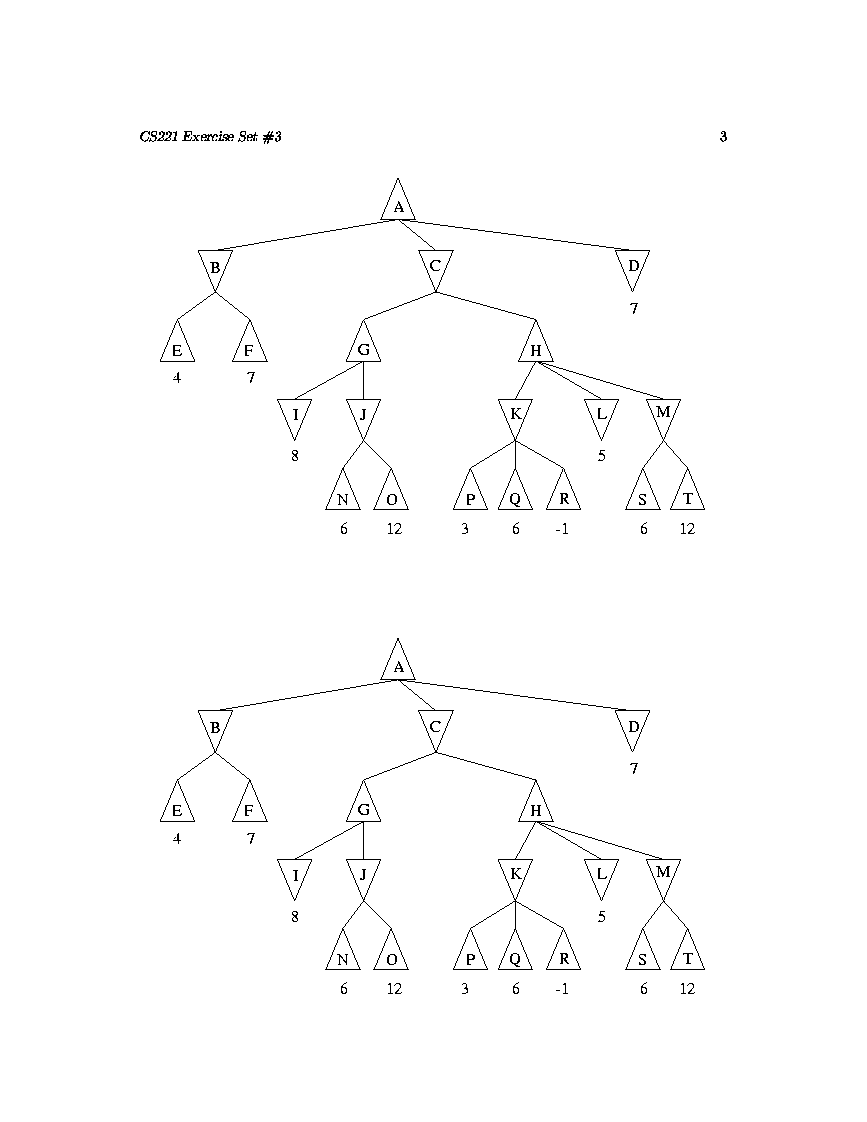 CS221 Exercise Set #3 3
A
B C D
7
E F G H
4 7
I J K L M
8 5
N O P Q R S T
6 12 3 6 -1 6 12
A
B C D
7
E F G H
4 7
I J K L M
8 5
N O P Q R S T
6 12 3 6 -1 6 12